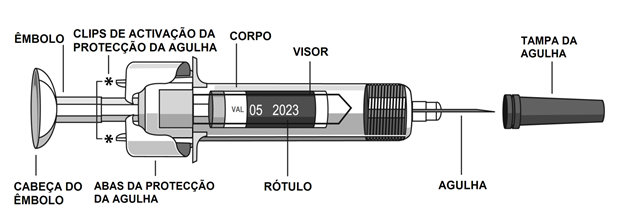 ÊMBOLO
CLIPS DE ACTIVAÇÃO DA
PROTECÇÃO DA AGULHA
CORPO
VISOR
TAMPA DA
AGULHA
*
*
VAL 05 2023
CABEÇA DO
ÊMBOLO
ABAS DA PROTECÇÃO
DA AGULHA
RÓTULO
AGULHA